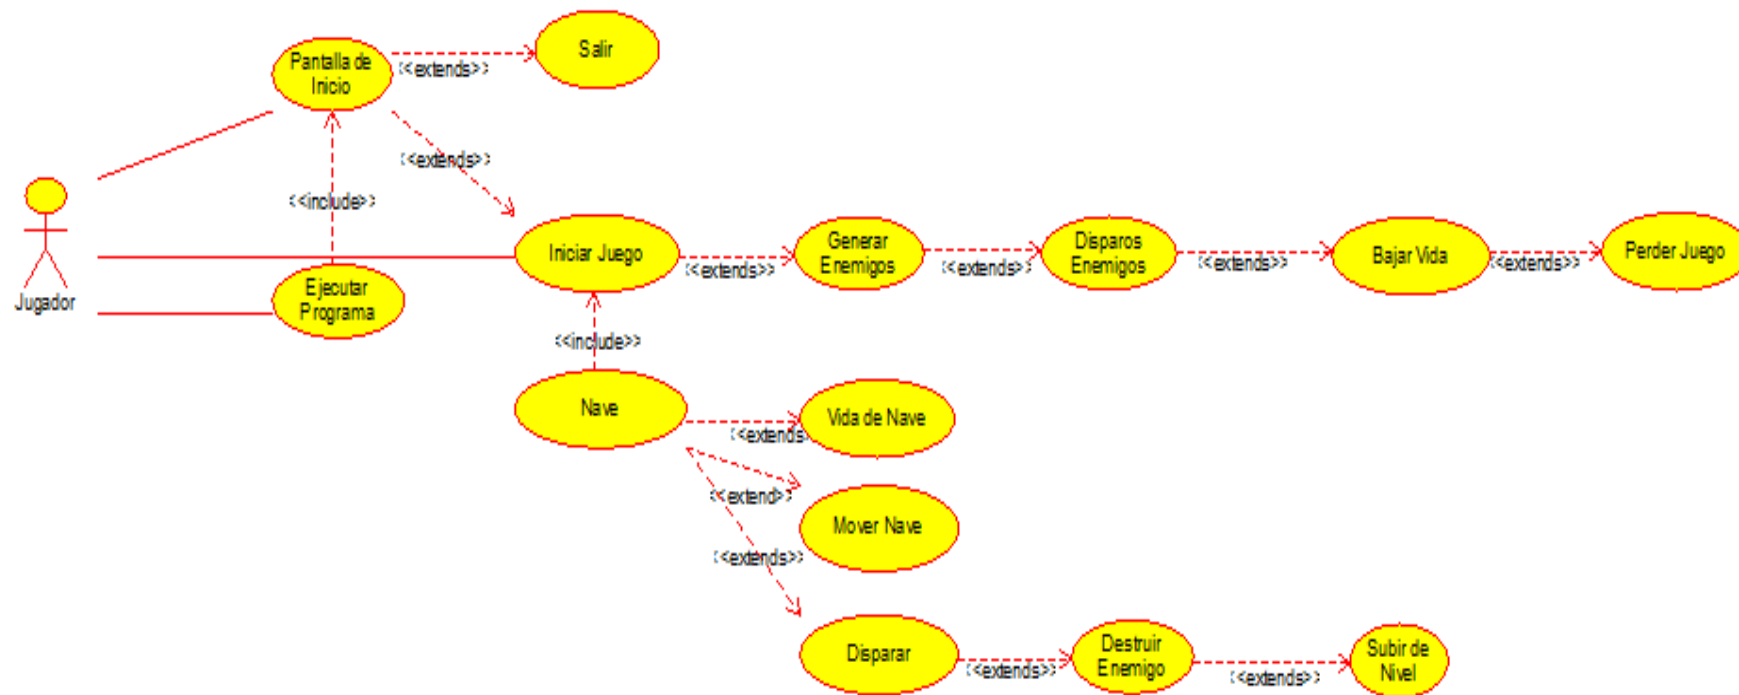 Salir
Pantalla de
Inicio
<<extends>>
<<extends>>
<<include>>
Jugador
Iniciar Juego
<<extends>>
Generar
Enemigos
<<extends>>
Disparos
Enemigos
<<extends>>
Bajar Vida
<<extends>>
Perder Juego
Ejecutar
Programa
<<include>>
Nave
<<extends
Vida de Nave
<<extend>>
Mover Nave
<<extends>>
Disparar
<<extends>>
Destruir
Enemigo
<<extends>>
Subir de
Nivel